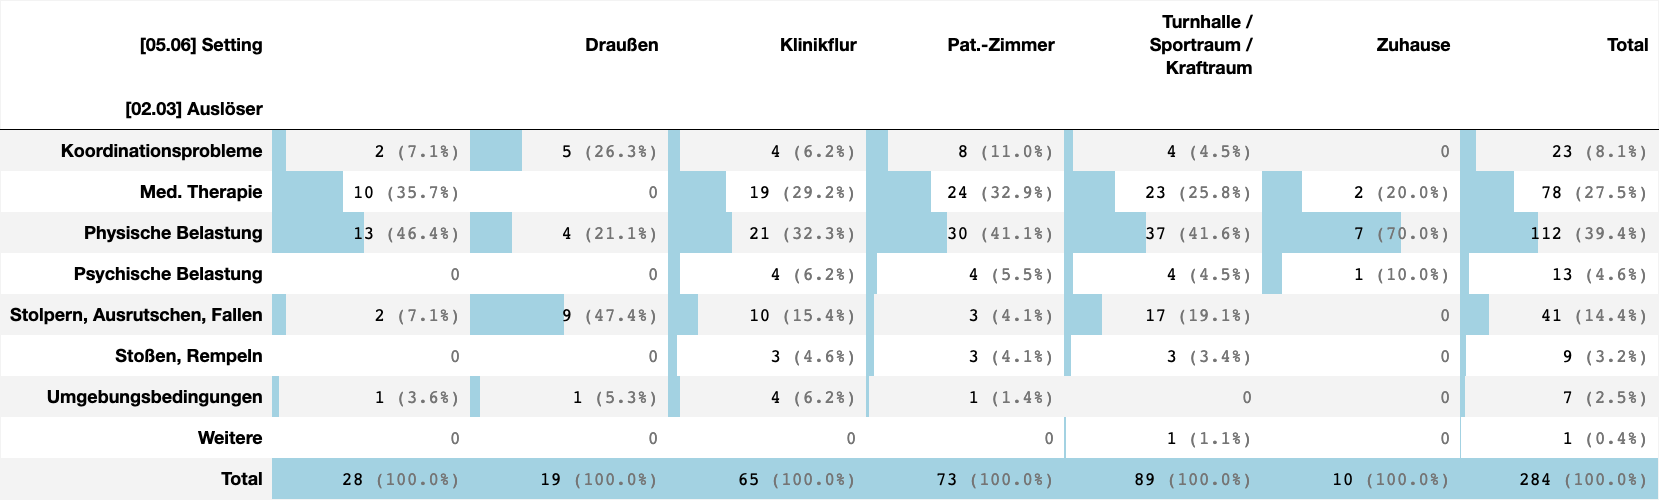 [05.06] Setting Draußen Klinikflur Pat.-Zimmer Turnhalle / Sportraum / Kraftraum Zuhause Total
[02.03] Auslöser
Koordinationsprobleme 2 (7.1%) 5 (26.3%) 4 (6.2%) 8 (11.0%) 4 (4.5%) 0 23 (8.1%)
Med. Therapie 10 (35.7%) 0 19 (29.2%) 24 (32.9%) 23 (25.8%) 2 (20.0%) 78 (27.5%)
Physische Belastung 13 (46.4%) 4 (21.1%) 21 (32.3%) 30 (41.1%) 37 (41.6%) 7 (70.0%) 112 (39.4%)
Psychische Belastung 0 0 4 (6.2%) 4 (5.5%) 4 (4.5%) 1 (10.0%) 13 (4.6%)
Stolpern, Ausrutschen, Fallen 2 (7.1%) 9 (47.4%) 10 (15.4%) 3 (4.1%) 17 (19.1%) 0 41 (14.4%)
Stoßen, Rempeln 0 0 3 (4.6%) 3 (4.1%) 3 (3.4%) 0 9 (3.2%)
Umgebungsbedingungen 1 (3.6%) 1 (5.3%) 4 (6.2%) 1 (1.4%) 0 0 7 (2.5%)
Weitere 0 0 0 0 1 (1.1%) 0 1 (0.4%)
Total 28 (100.0%) 19 (100.0%) 65 (100.0%) 73 (100.0%) 89 (100.0%) 10 (100.0%) 284 (100.0%)